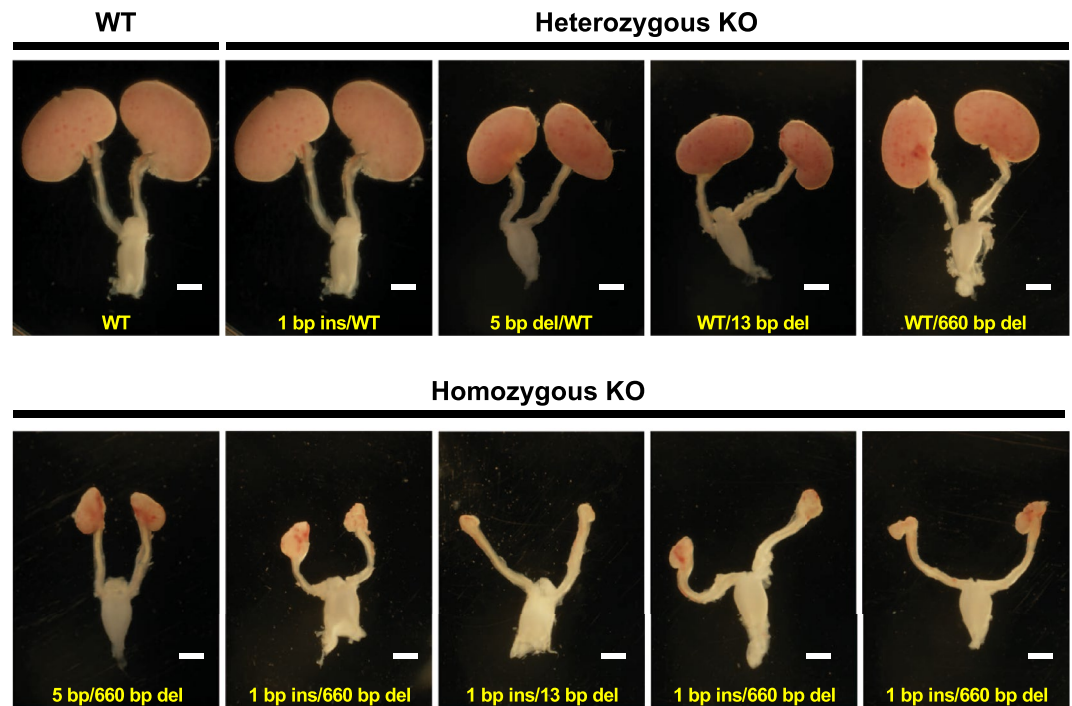 WT
Heterozygous KO
WT
1 bp ins/WT
5 bp del/WT
WT/13 bp del
WT/660 bp del
Homozygous KO
5 bp/660 bp del
1 bp ins/660 bp del
1 bp ins/13 bp del
1 bp ins/660 bp del
1 bp ins/660 bp del